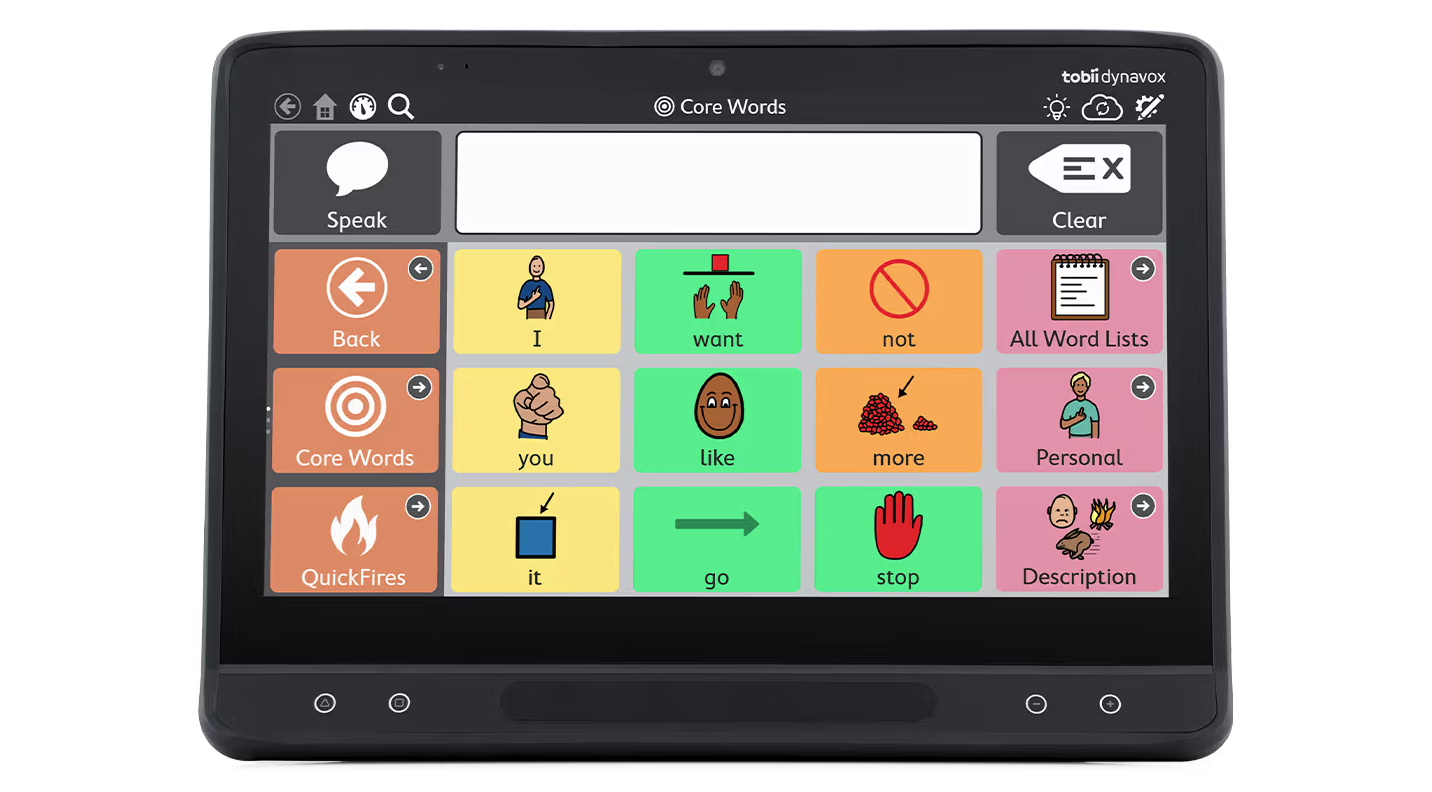 tobii dynavox
Core Words
Speak
Clear
Back
I
want
not
All Word Lists
Core Words
you
like
more
Personal
QuickFires
it
go
stop
Description